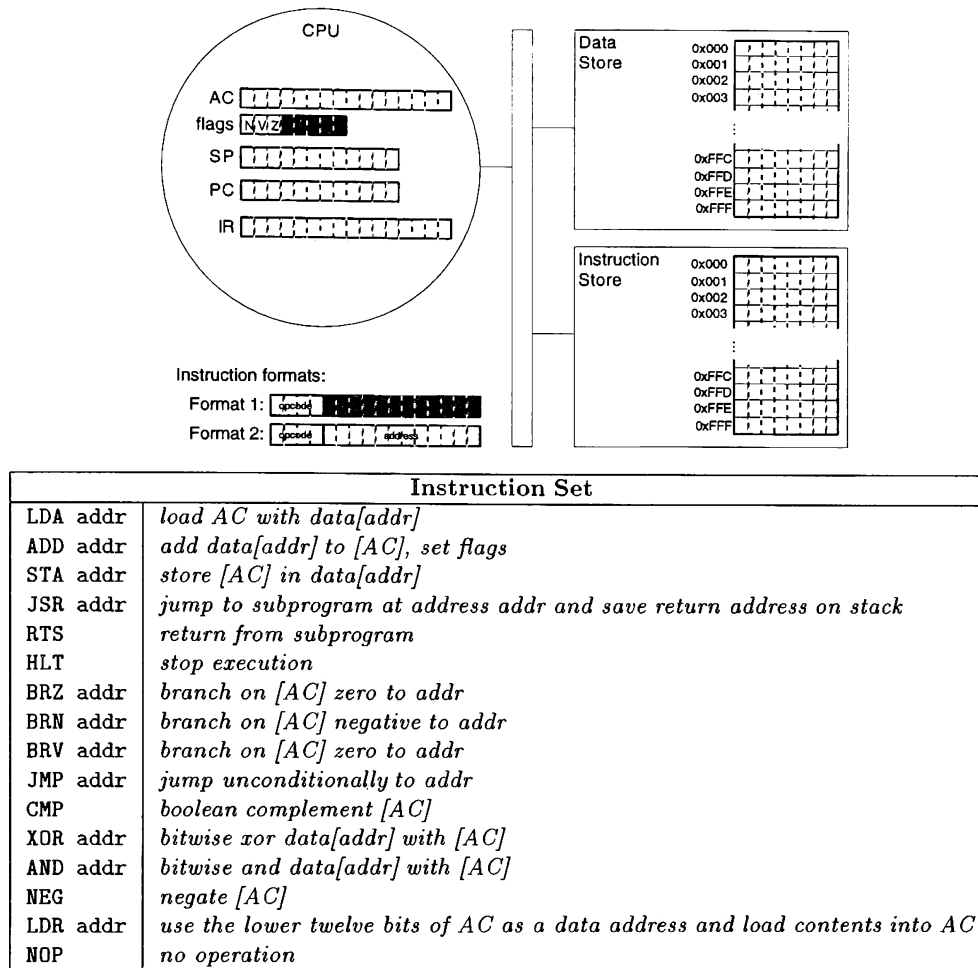 CPU
AC
flags N V Z
SP
PC
IR
Data
Store
0x000
0x001
0x002
0x003
0xFFC
0xFFD
0xFFE
0xFFF
Instruction
Store
0x000
0x001
0x002
0x003
0xFFC
0xFFD
0xFFE
0xFFF
Instruction formats:
Format 1: opcode
Format 2: opcode address
Instruction Set
LDA addr load AC with data[addr]
ADD addr add data[addr] to [AC], set flags
STA addr store [AC] in data[addr]
JSR addr jump to subprogram at address addr and save return address on stack
RTS return from subprogram
HLT stop execution
BRZ addr branch on [AC] zero to addr
BRN addr branch on [AC] negative to addr
BRV addr branch on [AC] zero to addr
JMP addr jump unconditionally to addr
CMP boolean complement [AC]
XOR addr bitwise xor data[addr] with [AC]
AND addr bitwise and data[addr] with [AC]
NEG negate [AC]
LDR addr use the lower twelve bits of AC as a data address and load contents into AC
NOP no operation